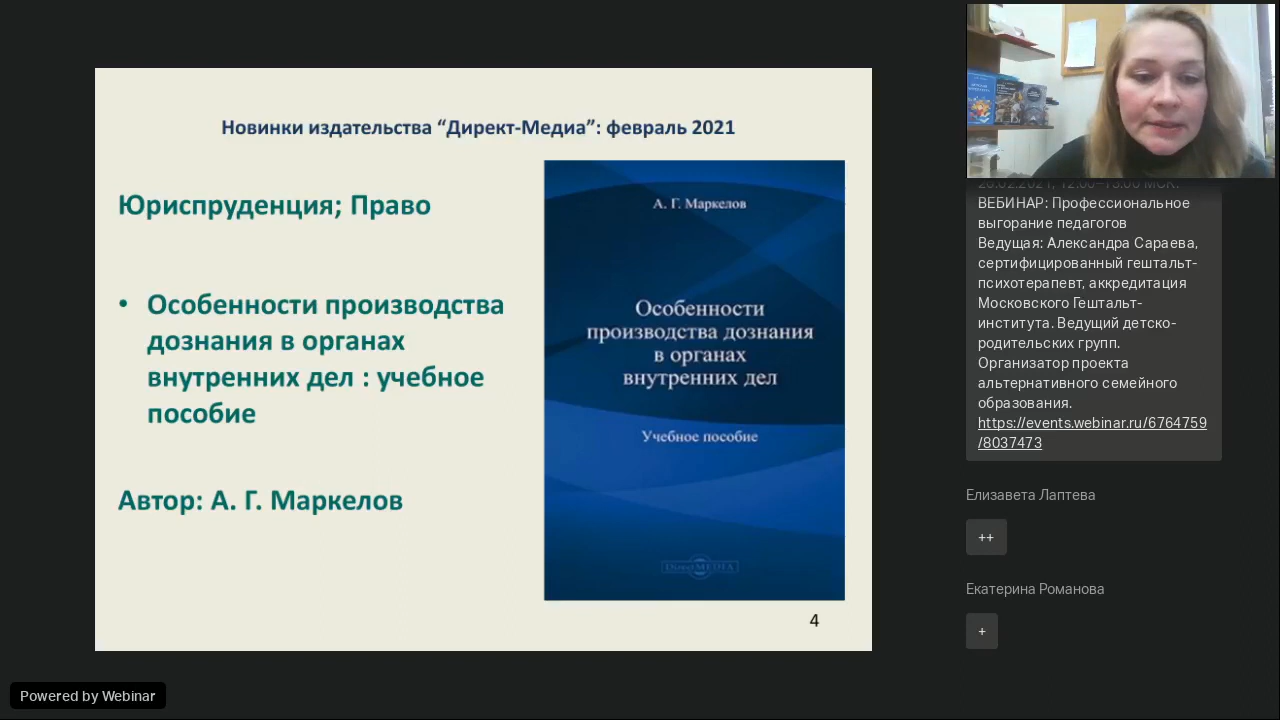 Новинки издательства “Директ-Медиа”: февраль 2021
Юриспруденция; Право
• Особенности производства
дознания в органах
внутренних дел : учебное
пособие
Автор: А. Г. Маркелов
А. Г. Маркелов
Особенности
производства дознания
в органах
внутренних дел
Учебное пособие
DirectMEDIA
4
ВЕБИНАР: Профессиональное
выгорание педагогов
Ведущая: Александра Сараева,
сертифицированный гештальт-
психотерапевт, аккредитация
Московского Гештальт-
института. Ведущий детско-
родительских групп.
Организатор проекта
альтернативного семейного
образования.
https://events.webinar.ru/6764759
/8037473
Елизавета Лаптева
++
Екатерина Романова
+
Powered by Webinar